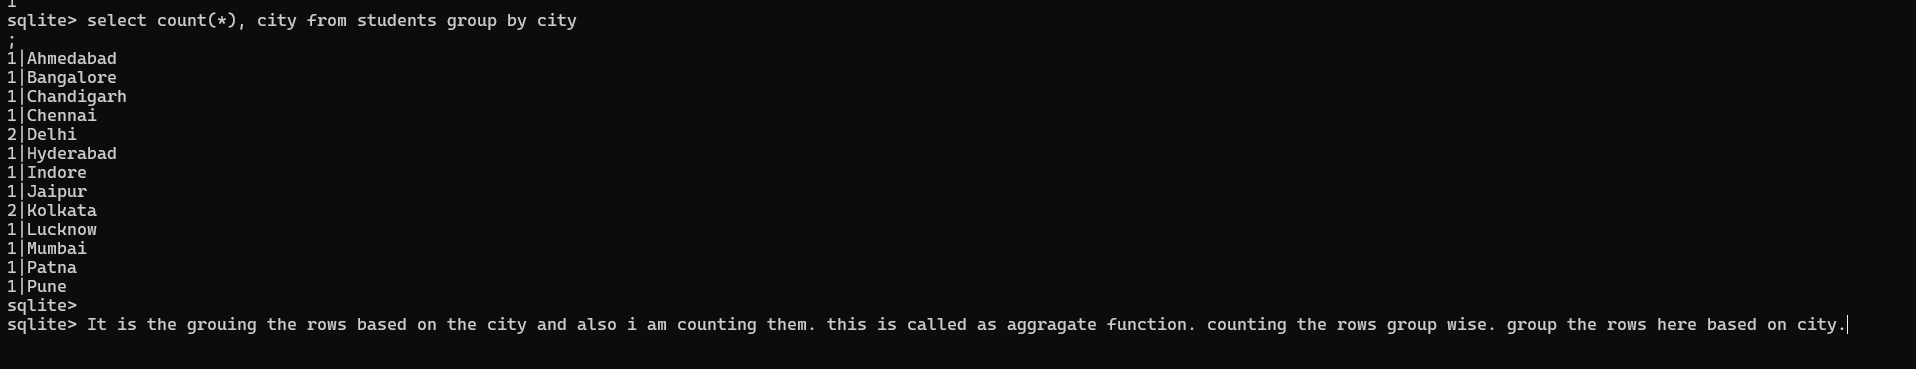 sqlite> select count(*), city from students group by city
;
1|Ahmedabad
1|Bangalore
1|Chandigarh
1|Chennai
2|Delhi
1|Hyderabad
1|Indore
1|Jaipur
2|Kolkata
1|Lucknow
1|Mumbai
1|Patna
1|Pune
sqlite>
sqlite> It is the grouing the rows based on the city and also i am counting them. this is called as aggragate function. counting the rows group wise. group the rows here based on city.